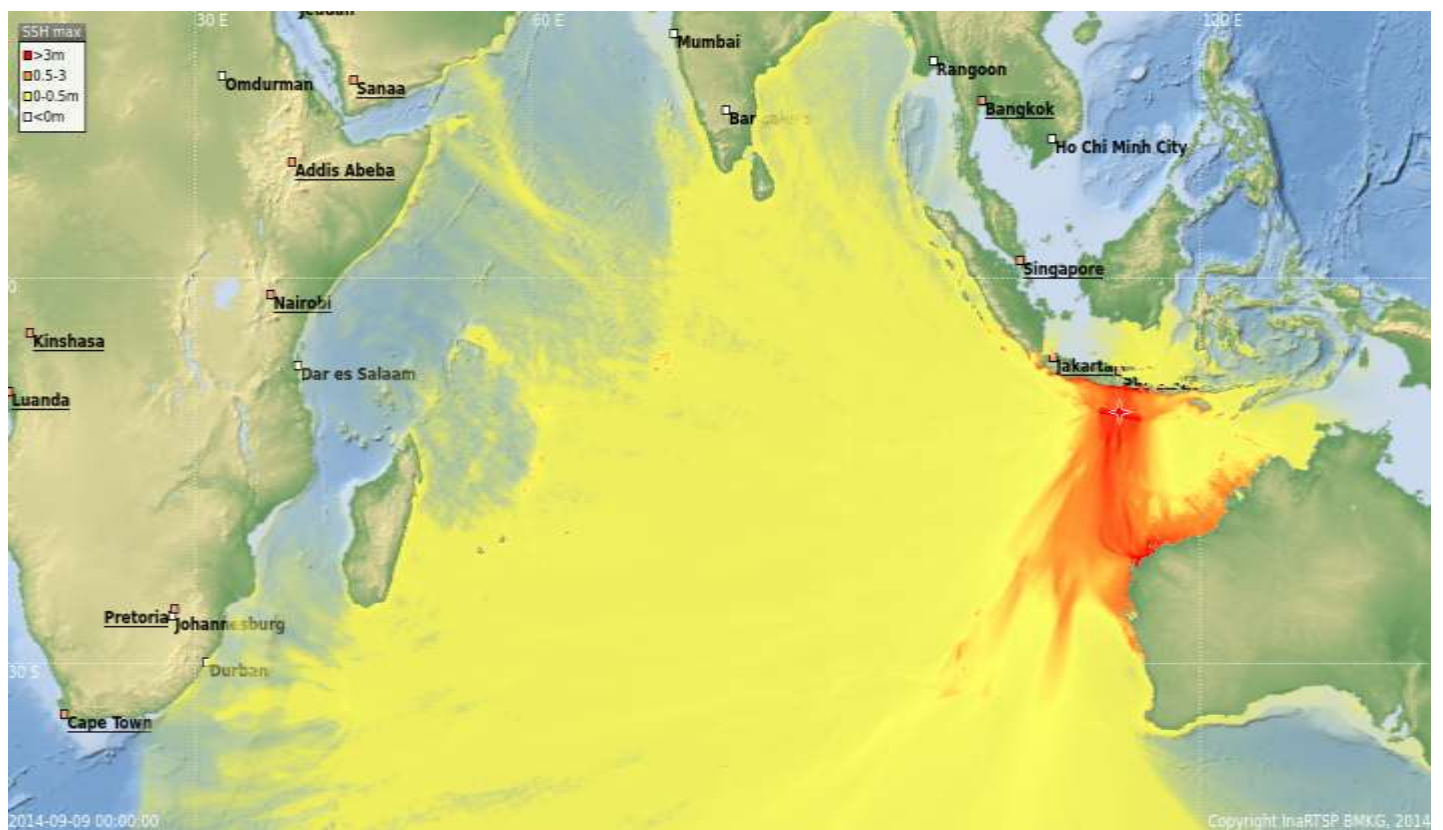 30 E
60 E
120 E
SSH max
>3m
0.5-3
0-0.5m
<0m
Mumbai
Rangoon
Omdurman
Sanaa
Bangkok
Ho Chi Minh City
Addis Abeba
Singapore
0
Nairobi
Kinshasa
Dar es Salaam
Jakarta
Luanda
Pretoria
Johannesburg
30 S
Durban
Cape Town
2014-09-09 00:00:00
Copyright InaRTSP BMKG, 2014